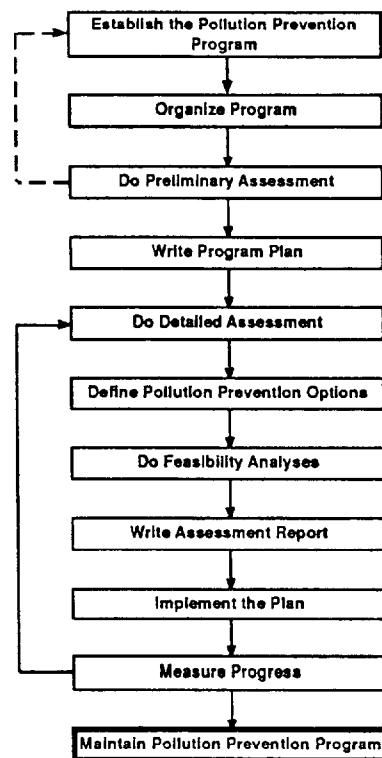 Establish the Pollution Prevention
Program
Organize Program
Do Preliminary Assessment
Write Program Plan
Do Detailed Assessment
Define Pollution Prevention Options
Do Feasibility Analyses
Write Assessment Report
Implement the Plan
Measure Progress
Maintain Pollution Prevention Program